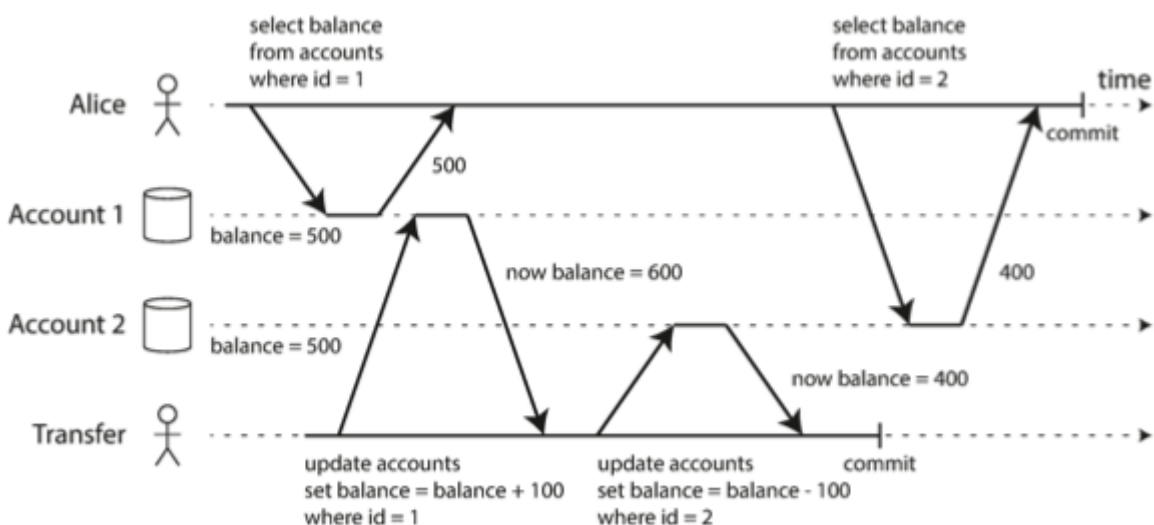 select balance
from accounts
where id = 1
select balance
from accounts
where id = 2
time
Alice
commit
500
Account 1
balance = 500
now balance = 600
400
Account 2
balance = 500
now balance = 400
Transfer
update accounts
set balance = balance + 100
where id = 1
update accounts
set balance = balance - 100
where id = 2
commit